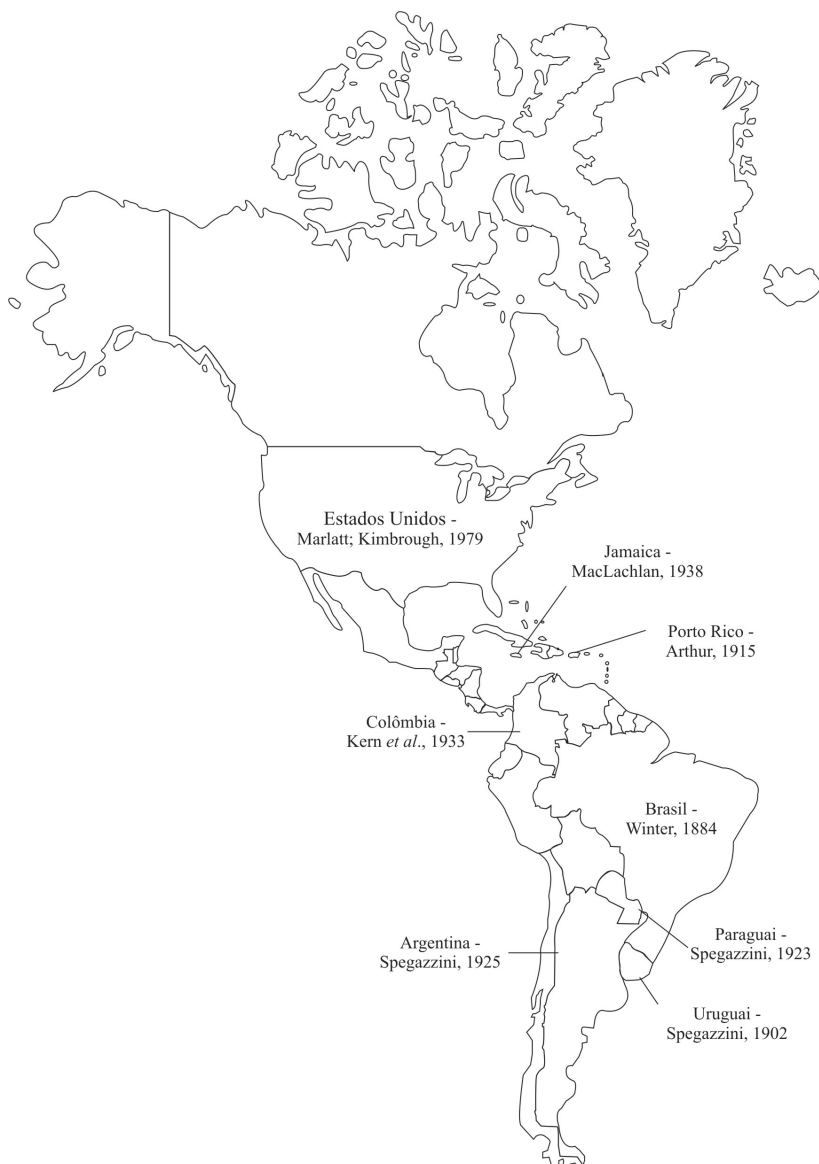 Estados Unidos -
Marlatt; Kimbrough, 1979
Jamaica -
MacLachlan, 1938
Porto Rico -
Arthur, 1915
Colômbia -
Kern et al., 1933
Brasil -
Winter, 1884
Argentina -
Spegazzini, 1925
Paraguai -
Spegazzini, 1923
Uruguai -
Spegazzini, 1902